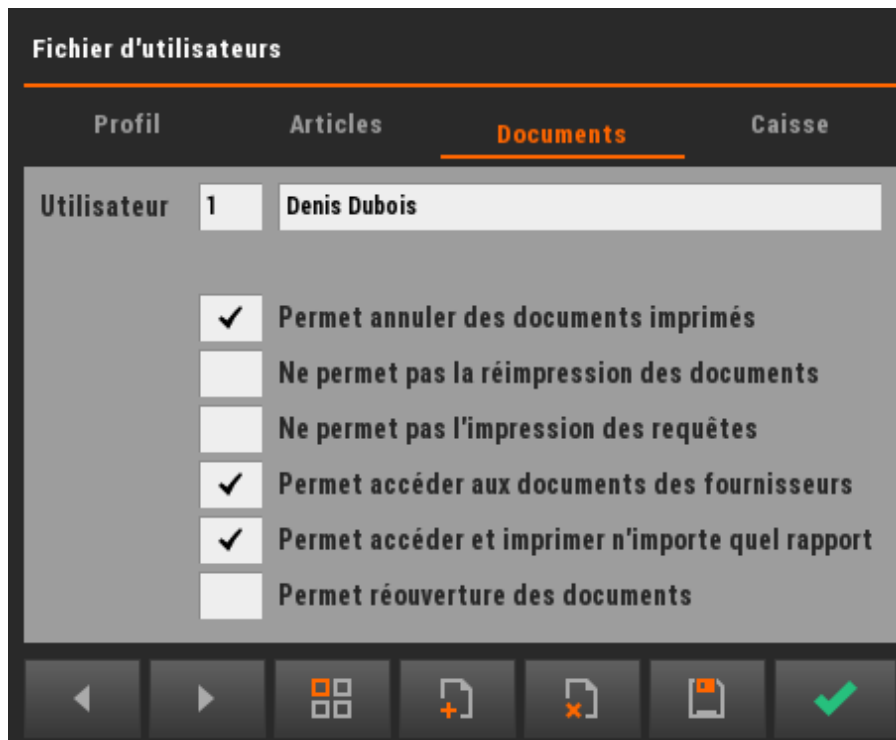 Fichier d'utilisateurs
Profil Articles Documents Caisse
Utilisateur 1 Denis Dubois
Permet annuler des documents imprimés
Ne permet pas la réimpression des documents
Ne permet pas l'impression des requêtes
Permet accéder aux documents des fournisseurs
Permet accéder et imprimer n'importe quel rapport
Permet réouverture des documents